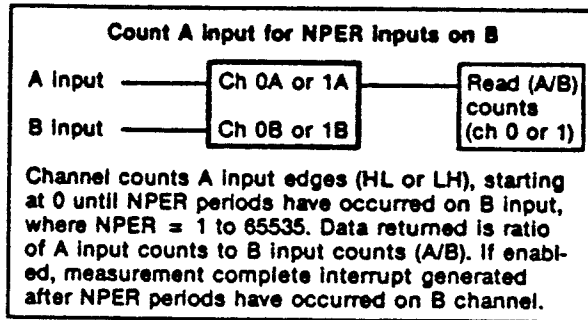 Count A input for NPER inputs on B
A input Ch 0A or 1A Read (A/B)
counts
B input Ch 0B or 1B (ch 0 or 1)
Channel counts A input edges (HL or LH), starting
at 0 until NPER periods have occurred on B input,
where NPER = 1 to 65535. Data returned is ratio
of A input counts to B input counts (A/B). If enabl-
ed, measurement complete interrupt generated
after NPER periods have occurred on B channel.